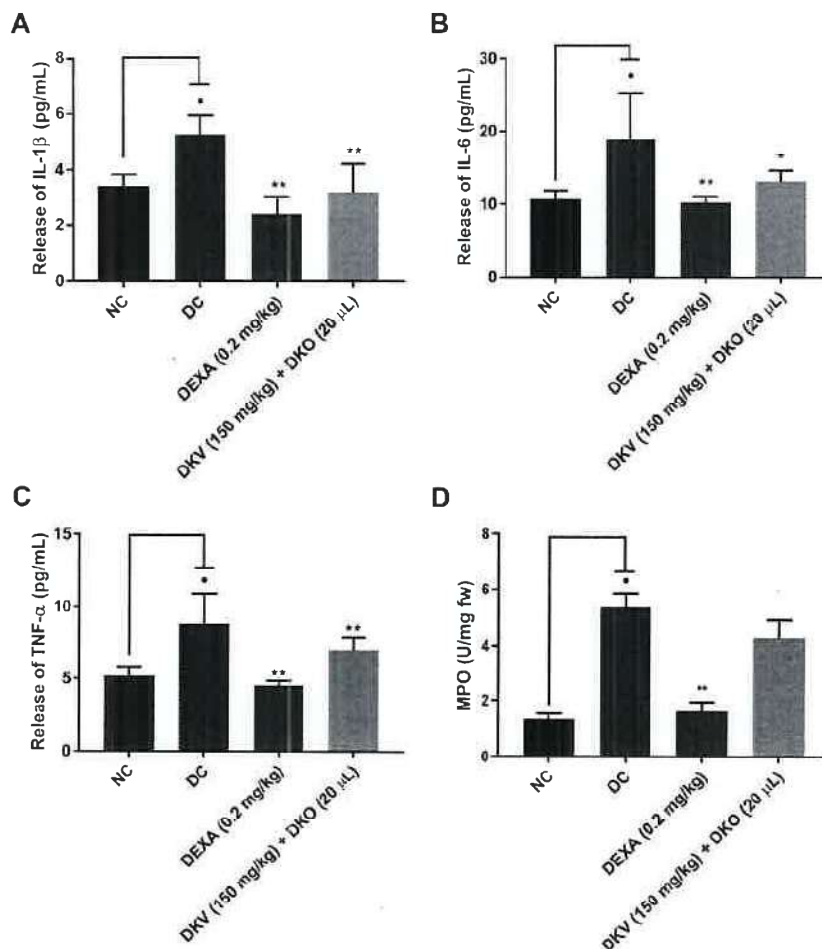 A
Release of IL-1β (pg/mL)
8
6
4
2
0
*
**
**
NC
DC
DEXA (0.2 mg/kg)
DKV (150 mg/kg) + DKO (20 μL)
B
Release of IL-6 (pg/mL)
30
20
10
0
*
**
*
NC
DC
DEXA (0.2 mg/kg)
DKV (150 mg/kg) + DKO (20 μL)
C
Release of TNF-α (pg/mL)
15
10
5
0
*
**
**
NC
DC
DEXA (0.2 mg/kg)
DKV (150 mg/kg) + DKO (20 μL)
D
MPO (U/mg fw)
8
6
4
2
0
*
**
NC
DC
DEXA (0.2 mg/kg)
DKV (150 mg/kg) + DKO (20 μL)